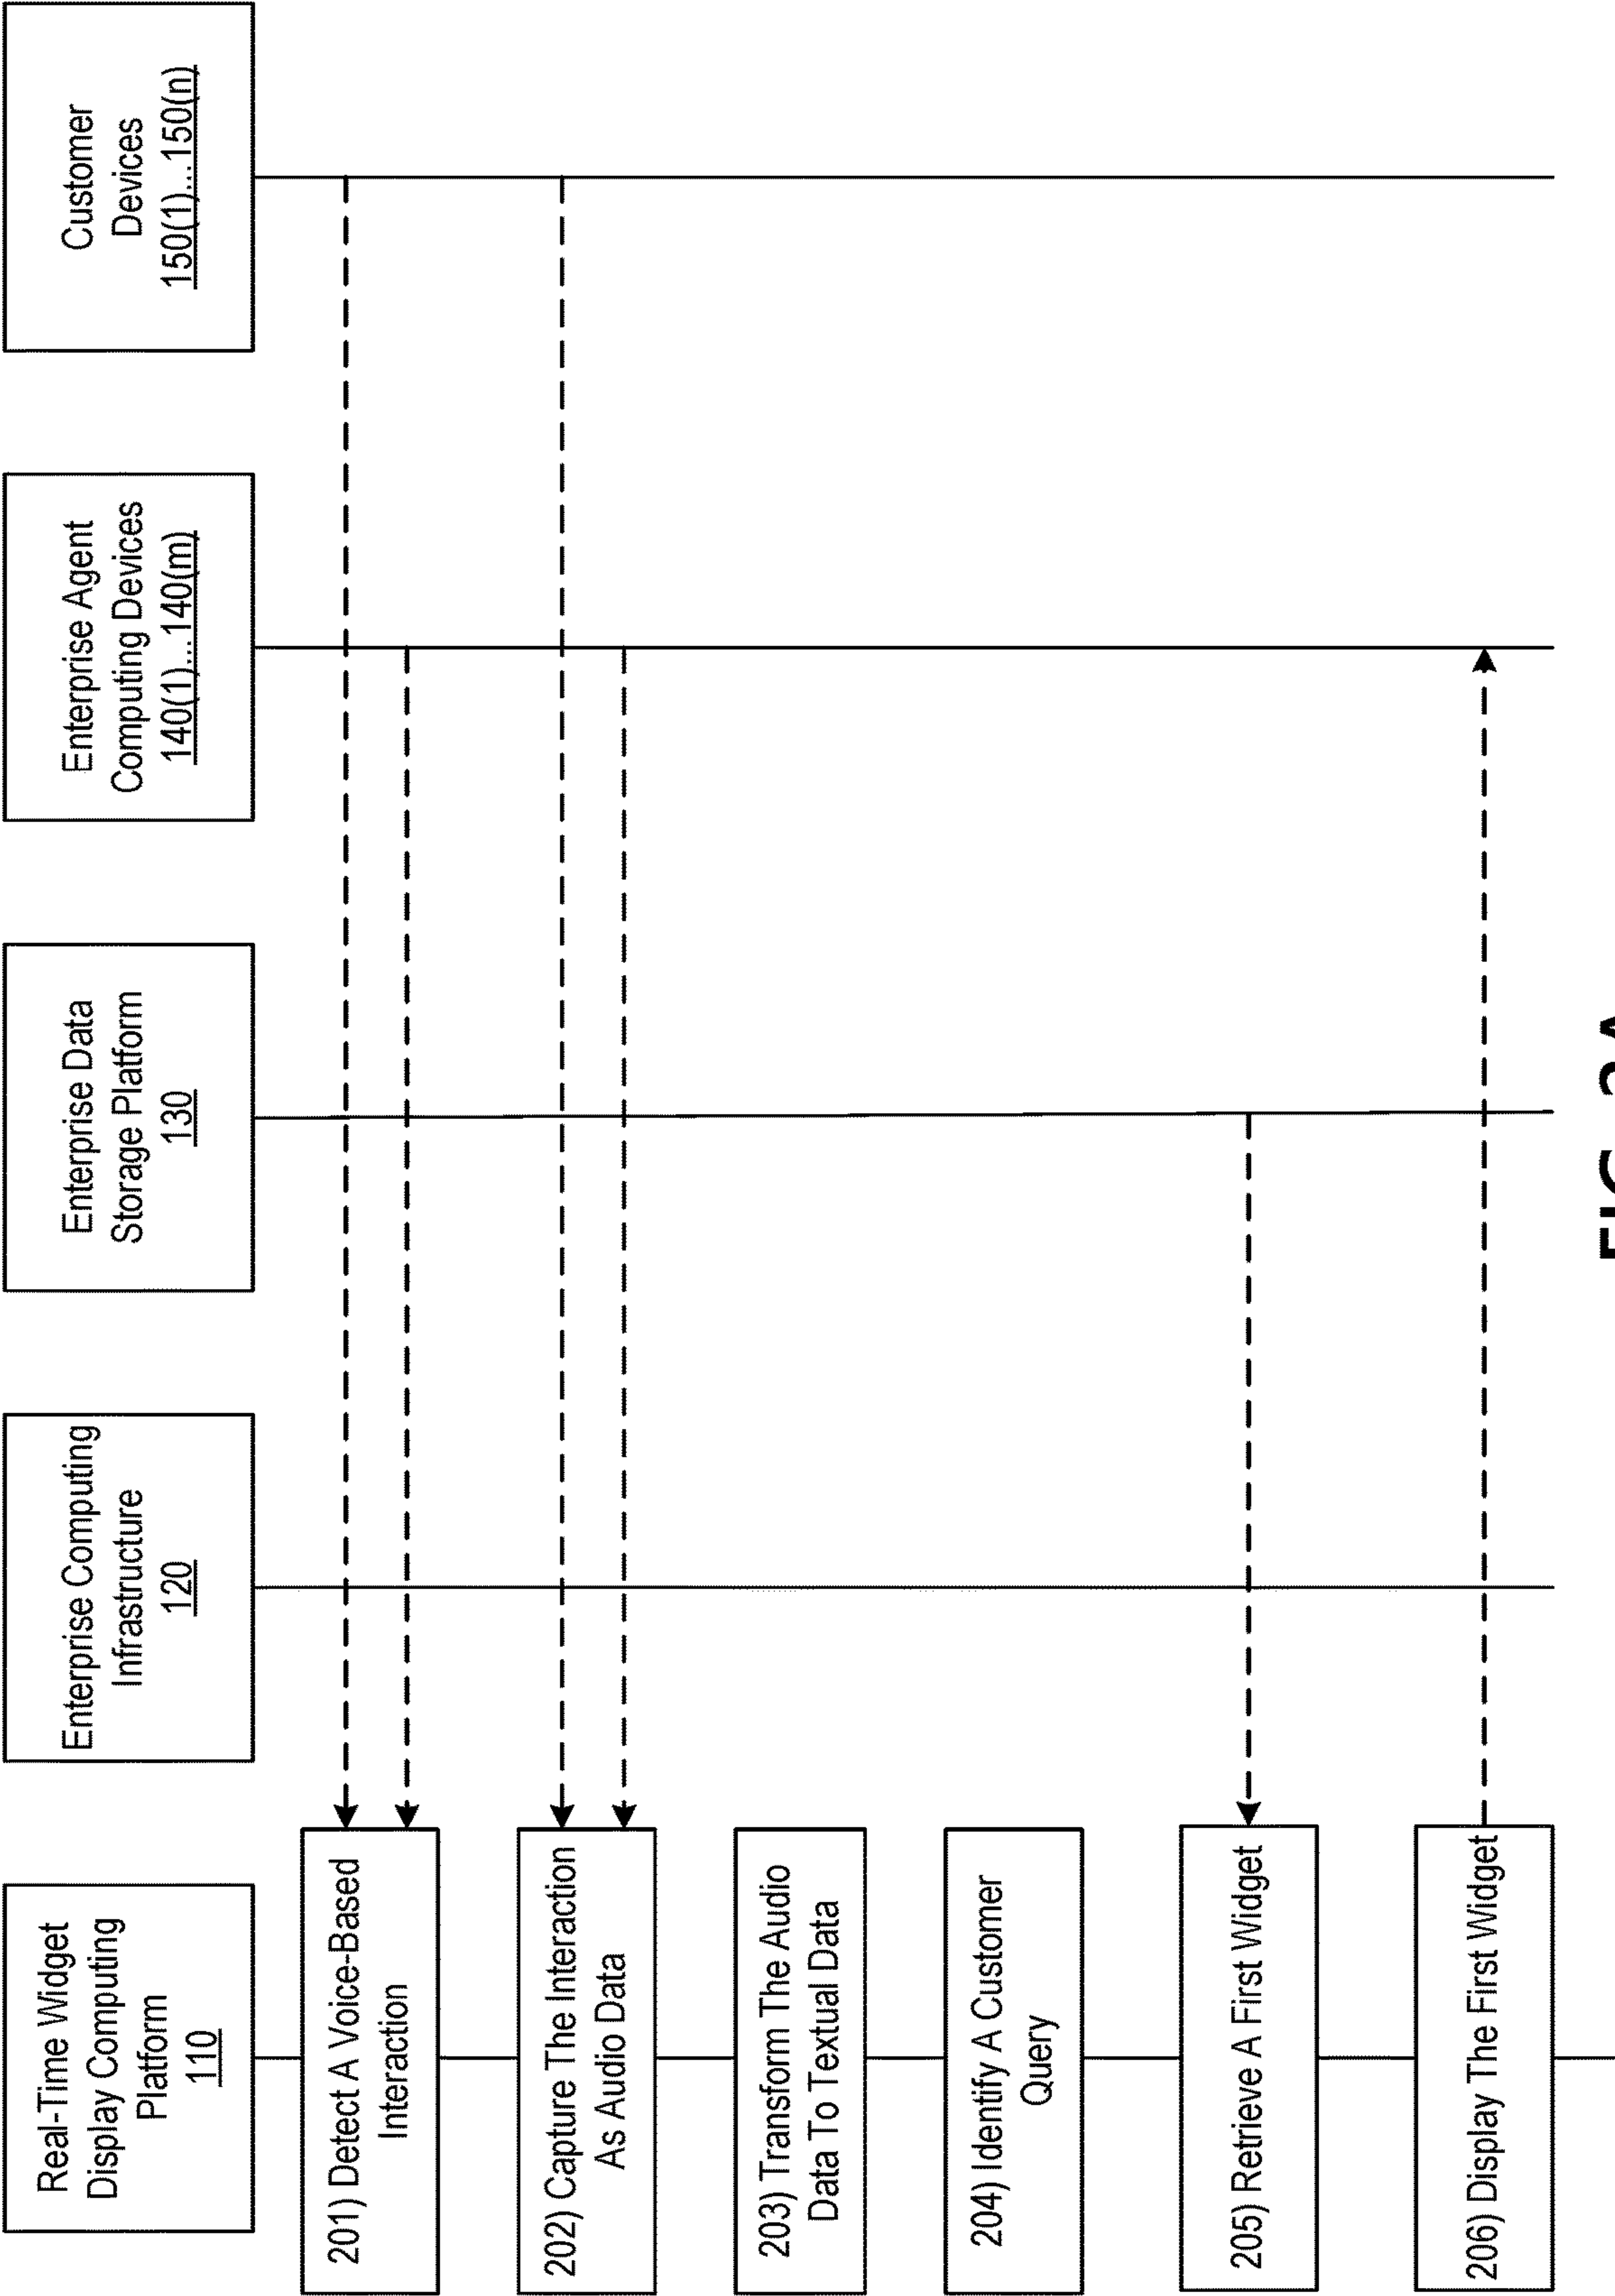 Real-Time Widget
Display Computing
Platform
110
Enterprise Computing
Infrastructure
120
Enterprise Data
Storage Platform
130
Enterprise Agent
Computing Devices
140(1)...140(m)
Customer
Devices
150(1)...150(n)
201) Detect A Voice-Based
Interaction
202) Capture The Interaction
As Audio Data
203) Transform The Audio
Data To Textual Data
204) Identify A Customer
Query
205) Retrieve A First Widget
206) Display The First Widget